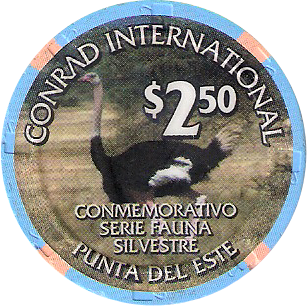 CONRAD INTERNATIONAL
$2.50
CONMEMORATIVO
SERIE FAUNA
SILVESTRE
PUNTA DEL ESTE